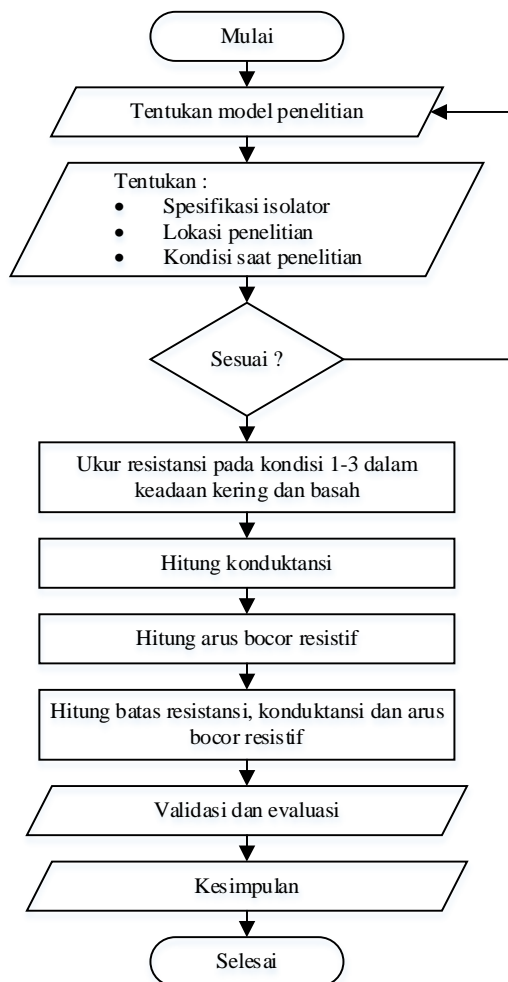 Mulai
Tentukan model penelitian
Tentukan :
• Spesifikasi isolator
• Lokasi penelitian
• Kondisi saat penelitian
Sesuai ?
Ukur resistansi pada kondisi 1-3 dalam
keadaan kering dan basah
Hitung konduktansi
Hitung arus bocor resistif
Hitung batas resistansi, konduktansi dan arus
bocor resistif
Validasi dan evaluasi
Kesimpulan
Selesai